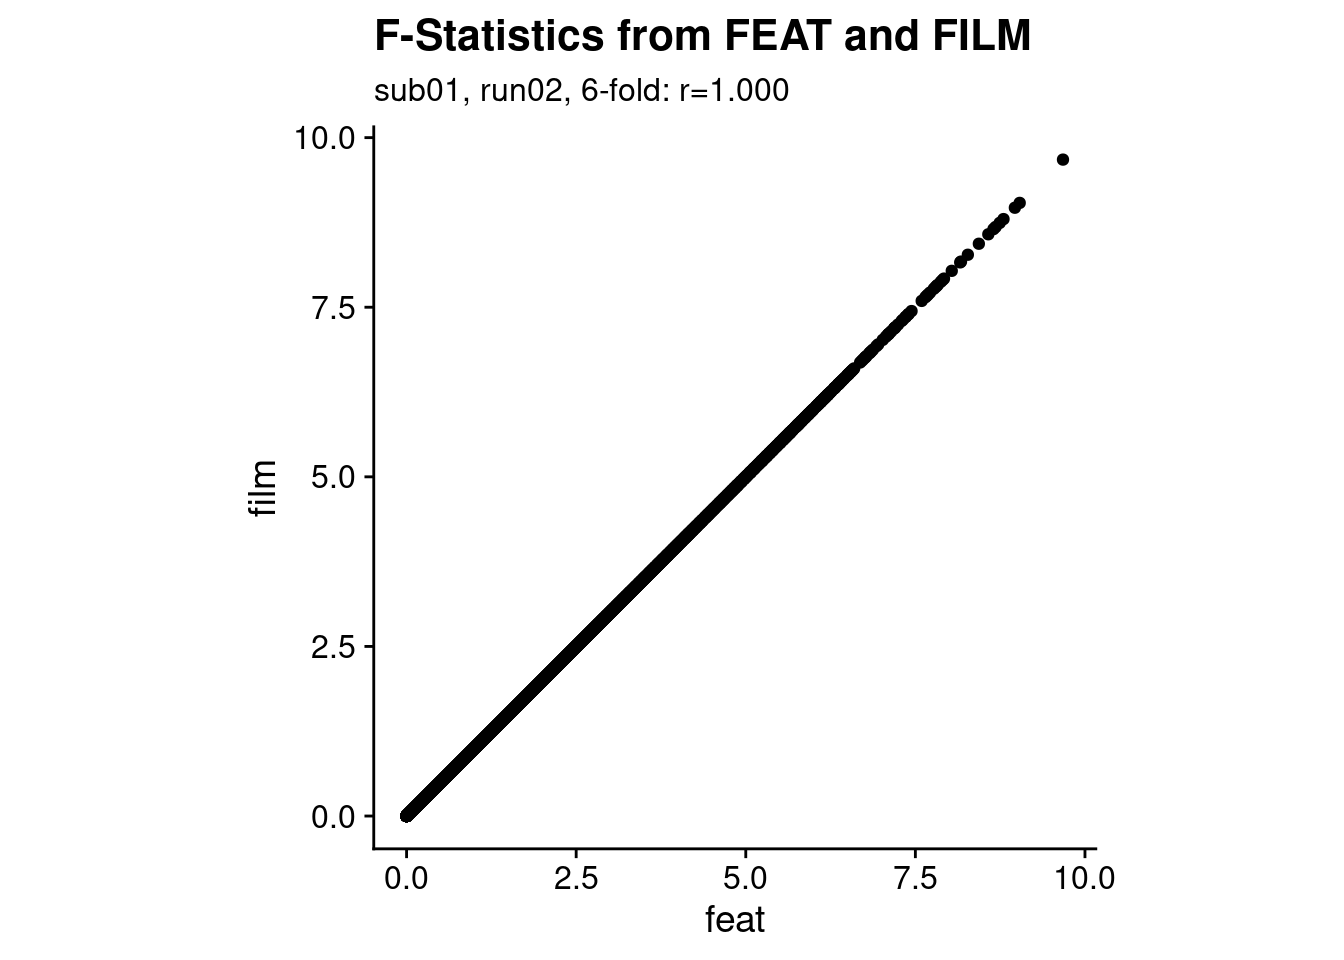 F-Statistics from FEAT and FILM
sub01, run02, 6-fold: r=1.000
10.0
7.5
5.0
2.5
0.0
film
0.0 2.5 5.0 7.5 10.0
feat